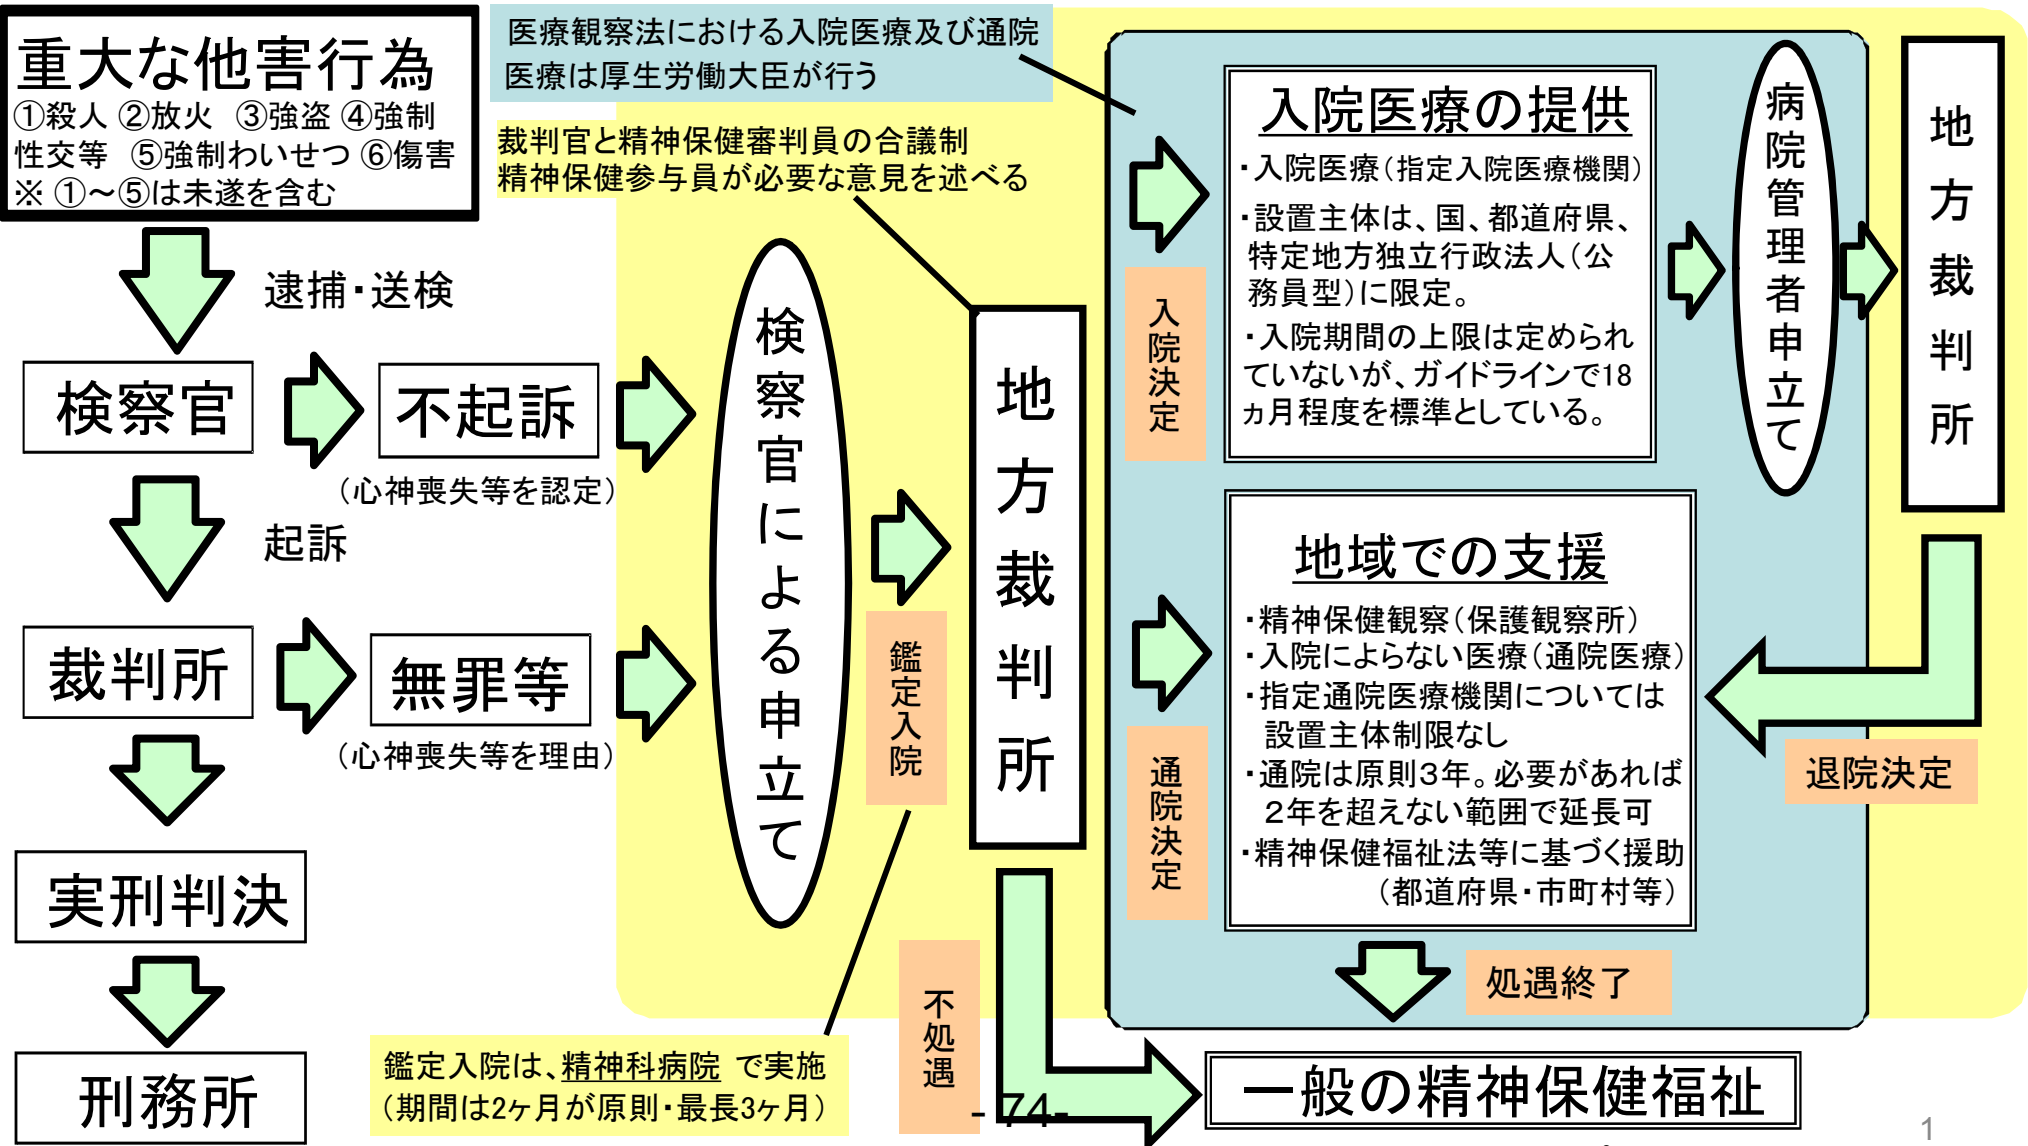 重大な他害行為
①殺人 ②放火 ③強盗 ④強制
性交等 ⑤強制わいせつ ⑥傷害
※ ①～⑤は未遂を含む
逮捕・送検
検察官
不起訴
（心神喪失等を認定）
起訴
裁判所
無罪等
（心神喪失等を理由）
実刑判決
刑務所
医療観察法における入院医療及び通院
医療は厚生労働大臣が行う
裁判官と精神保健審判員の合議制
精神保健参与員が必要な意見を述べる
検察官による申立て
鑑定入院
鑑定入院は、精神科病院 で実施
（期間は2ヶ月が原則・最長3ヶ月）
地方裁判所
入院決定
通院決定
不処遇
入院医療の提供
・入院医療（指定入院医療機関）
・設置主体は、国、都道府県、
特定地方独立行政法人（公
務員型）に限定。
・入院期間の上限は定められ
ていないが、ガイドラインで18
ヵ月程度を標準としている。
病院管理者申立て
地方裁判所
退院決定
地域での支援
・精神保健観察（保護観察所）
・入院によらない医療（通院医療）
・指定通院医療機関については
設置主体制限なし
・通院は原則３年。必要があれば
２年を超えない範囲で延長可
・精神保健福祉法等に基づく援助
（都道府県・市町村等）
処遇終了
一般の精神保健福祉
- 74-
1